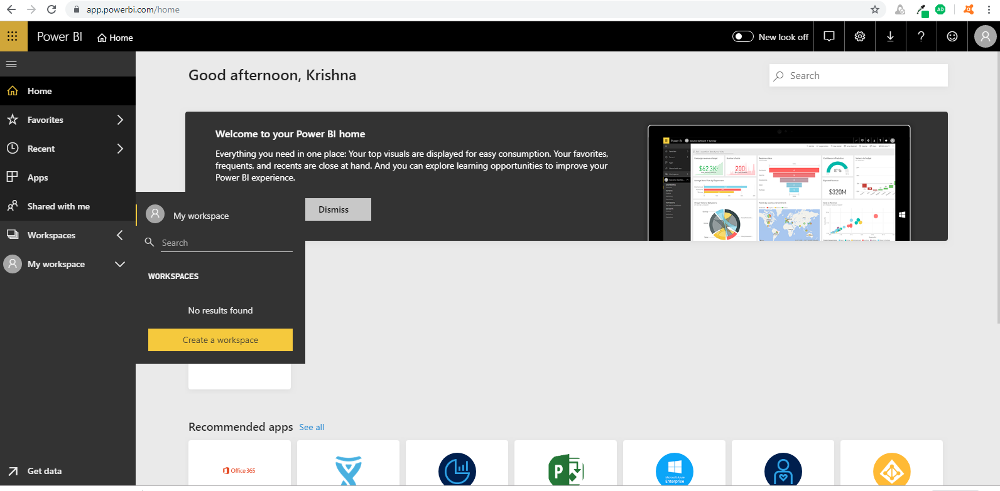 app.powerbi.com/home
AD
Power BI
Home
New look off
?
Good afternoon, Krishna
Search
Home
Favorites
Recent
Apps
Shared with me
Workspaces
My workspace
Get data
Welcome to your Power BI home
Everything you need in one place: Your top visuals are displayed for easy consumption. Your favorites,
frequents, and recents are close at hand. And you can explore learning opportunities to improve your
Power BI experience.
Dismiss
Power BI
$62.3K
200
87 %
$320M
My workspace
Search
WORKSPACES
No results found
Create a workspace
Recommended apps See all
Office 365
P
Microsoft Azure
Enterprise